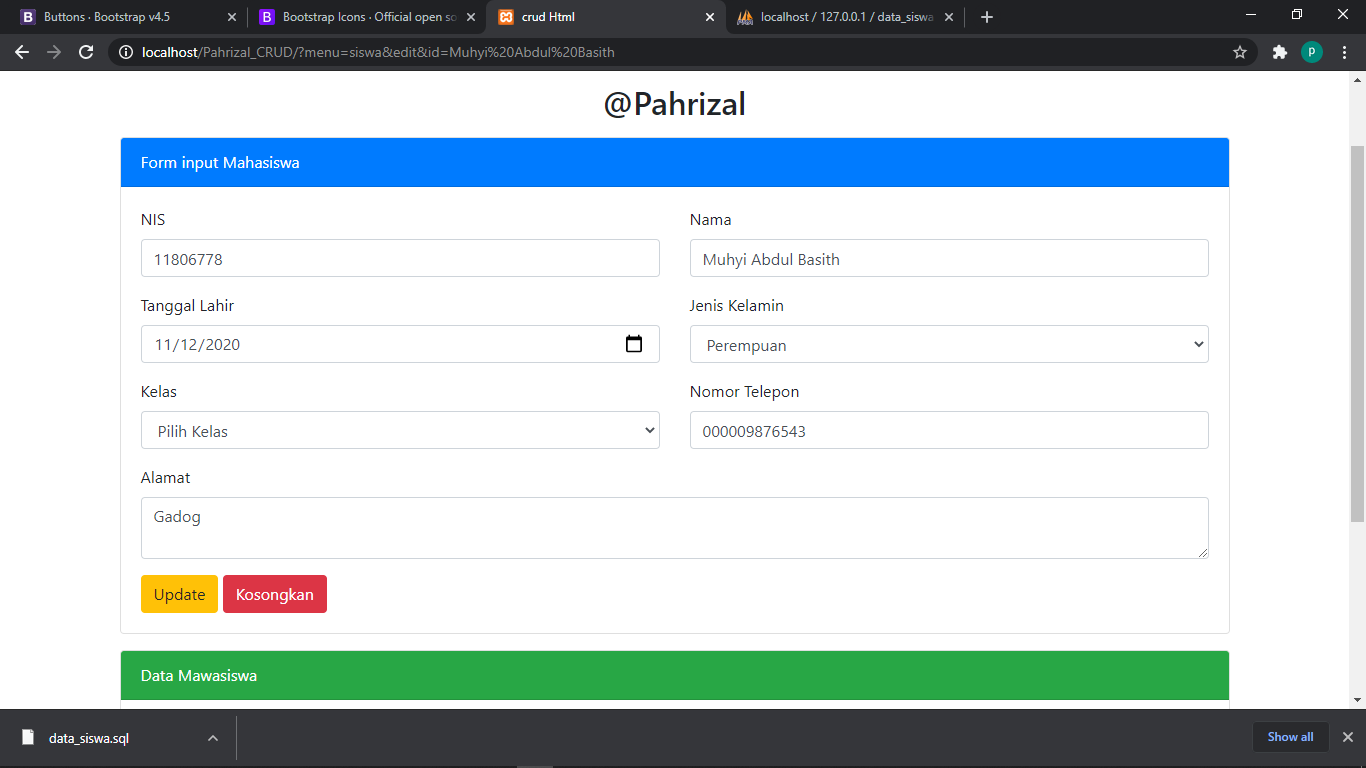 Buttons · Bootstrap v4.5
Bootstrap Icons · Official open so
crud Html
localhost / 127.0.0.1 / data_siswa
localhost/Pahrizal_CRUD/?menu=siswa&edit&id=Muhyi%20Abdul%20Basith
P
@Pahrizal
Form input Mahasiswa
NIS
Nama
11806778
Muhyi Abdul Basith
Tanggal Lahir
Jenis Kelamin
11/12/2020
Perempuan
Kelas
Nomor Telepon
Pilih Kelas
000009876543
Alamat
Gadog
Update
Kosongkan
Data Mawasiswa
data_siswa.sql
Show all